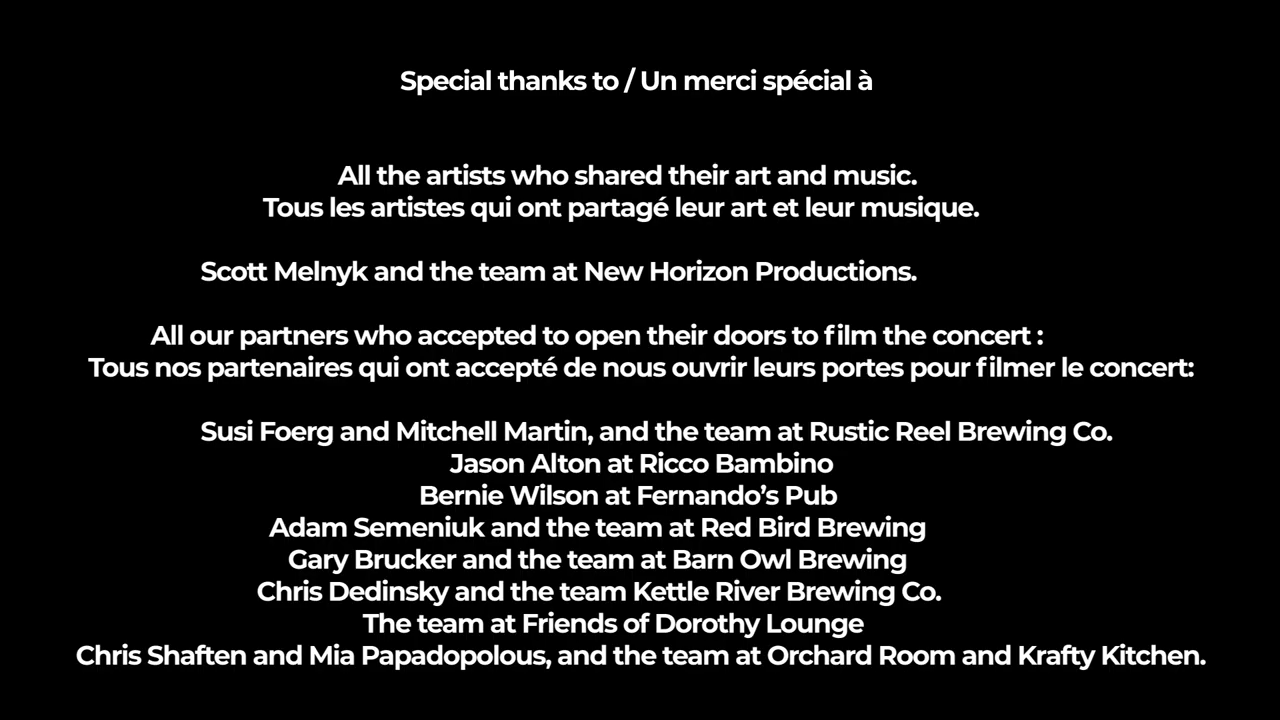 Special thanks to / Un merci spécial à
All the artists who shared their art and music.
Tous les artistes qui ont partagé leur art et leur musique.
Scott Melnyk and the team at New Horizon Productions.
All our partners who accepted to open their doors to film the concert :
Tous nos partenaires qui ont accepté de nous ouvrir leurs portes pour filmer le concert:
Susi Foerg and Mitchell Martin, and the team at Rustic Reel Brewing Co.
Jason Alton at Ricco Bambino
Bernie Wilson at Fernando’s Pub
Adam Semeniuk and the team at Red Bird Brewing
Gary Brucker and the team at Barn Owl Brewing
Chris Dedinsky and the team Kettle River Brewing Co.
The team at Friends of Dorothy Lounge
Chris Shaften and Mia Papadopolous, and the team at Orchard Room and Krafty Kitchen.